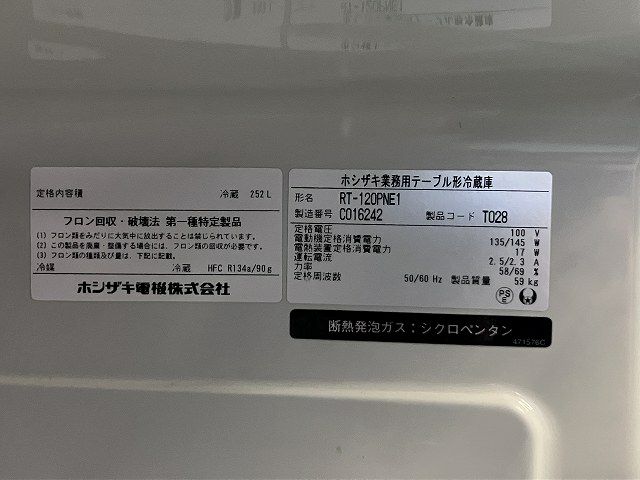 定格内容積 冷蔵 252L
フロン回収・破壊法 第一種特定製品
(1) フロン類をみだりに大気中に放出することは禁じられています。
(2) この製品を廃棄・整備する場合には、フロン類の回収が必要です。
(3) フロン類の種類及び量は、下記に記載。
冷媒 冷蔵 HFC R134a/90g
ホシザキ電機株式会社
ホシザキ業務用テーブル形冷蔵庫
形名 RT-120PNE1
製造番号 C016242 製品コード T028
定格電圧 100 V
電動機定格消費電力 135/145 W
電熱装置定格消費電力 17 W
運転電流 2.5/2.3 A
力率 58/69 %
定格周波数 50/60 Hz 製品質量 59 kg
PS E
断熱発泡ガス：シクロペンタン
471576C